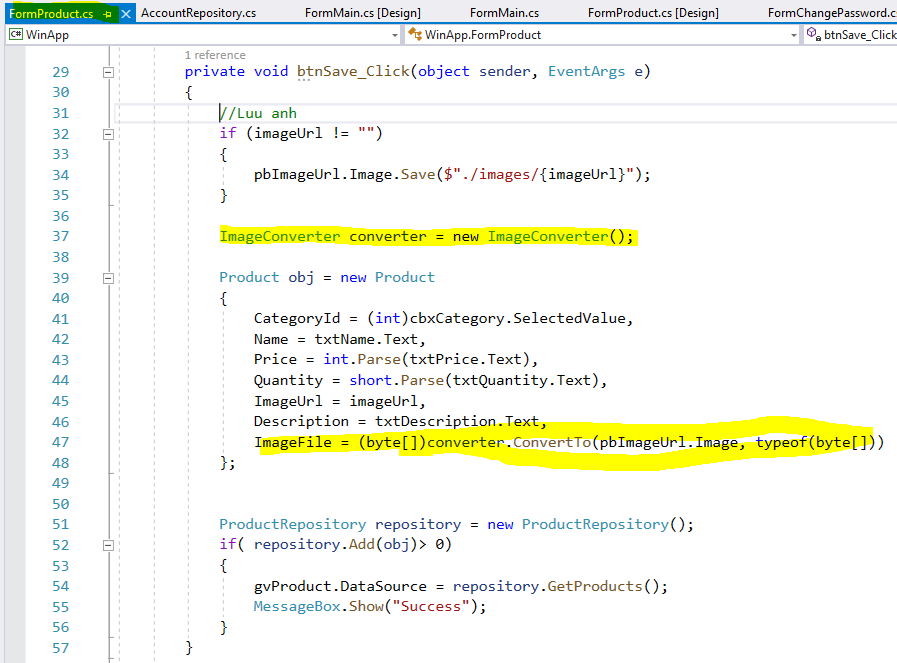 FormProduct.cs AccountRepository.cs FormMain.cs [Design] FormMain.cs FormProduct.cs [Design] FormChangePassword.c
C# WinApp WinApp.FormProduct btnSave_Click
1 reference
29 private void btnSave_Click(object sender, EventArgs e)
30 {
31 //Luu anh
32 if (imageUrl != "")
33 {
34 pbImageUrl.Image.Save($"./images/{imageUrl}");
35 }
36
37 ImageConverter converter = new ImageConverter();
38
39 Product obj = new Product
40 {
41 CategoryId = (int)cbxCategory.SelectedValue,
42 Name = txtName.Text,
43 Price = int.Parse(txtPrice.Text),
44 Quantity = short.Parse(txtQuantity.Text),
45 ImageUrl = imageUrl,
46 Description = txtDescription.Text,
47 ImageFile = (byte[])converter.ConvertTo(pbImageUrl.Image, typeof(byte[]))
48 };
49
50
51 ProductRepository repository = new ProductRepository();
52 if( repository.Add(obj)> 0)
53 {
54 gvProduct.DataSource = repository.GetProducts();
55 MessageBox.Show("Success");
56 }
57 }